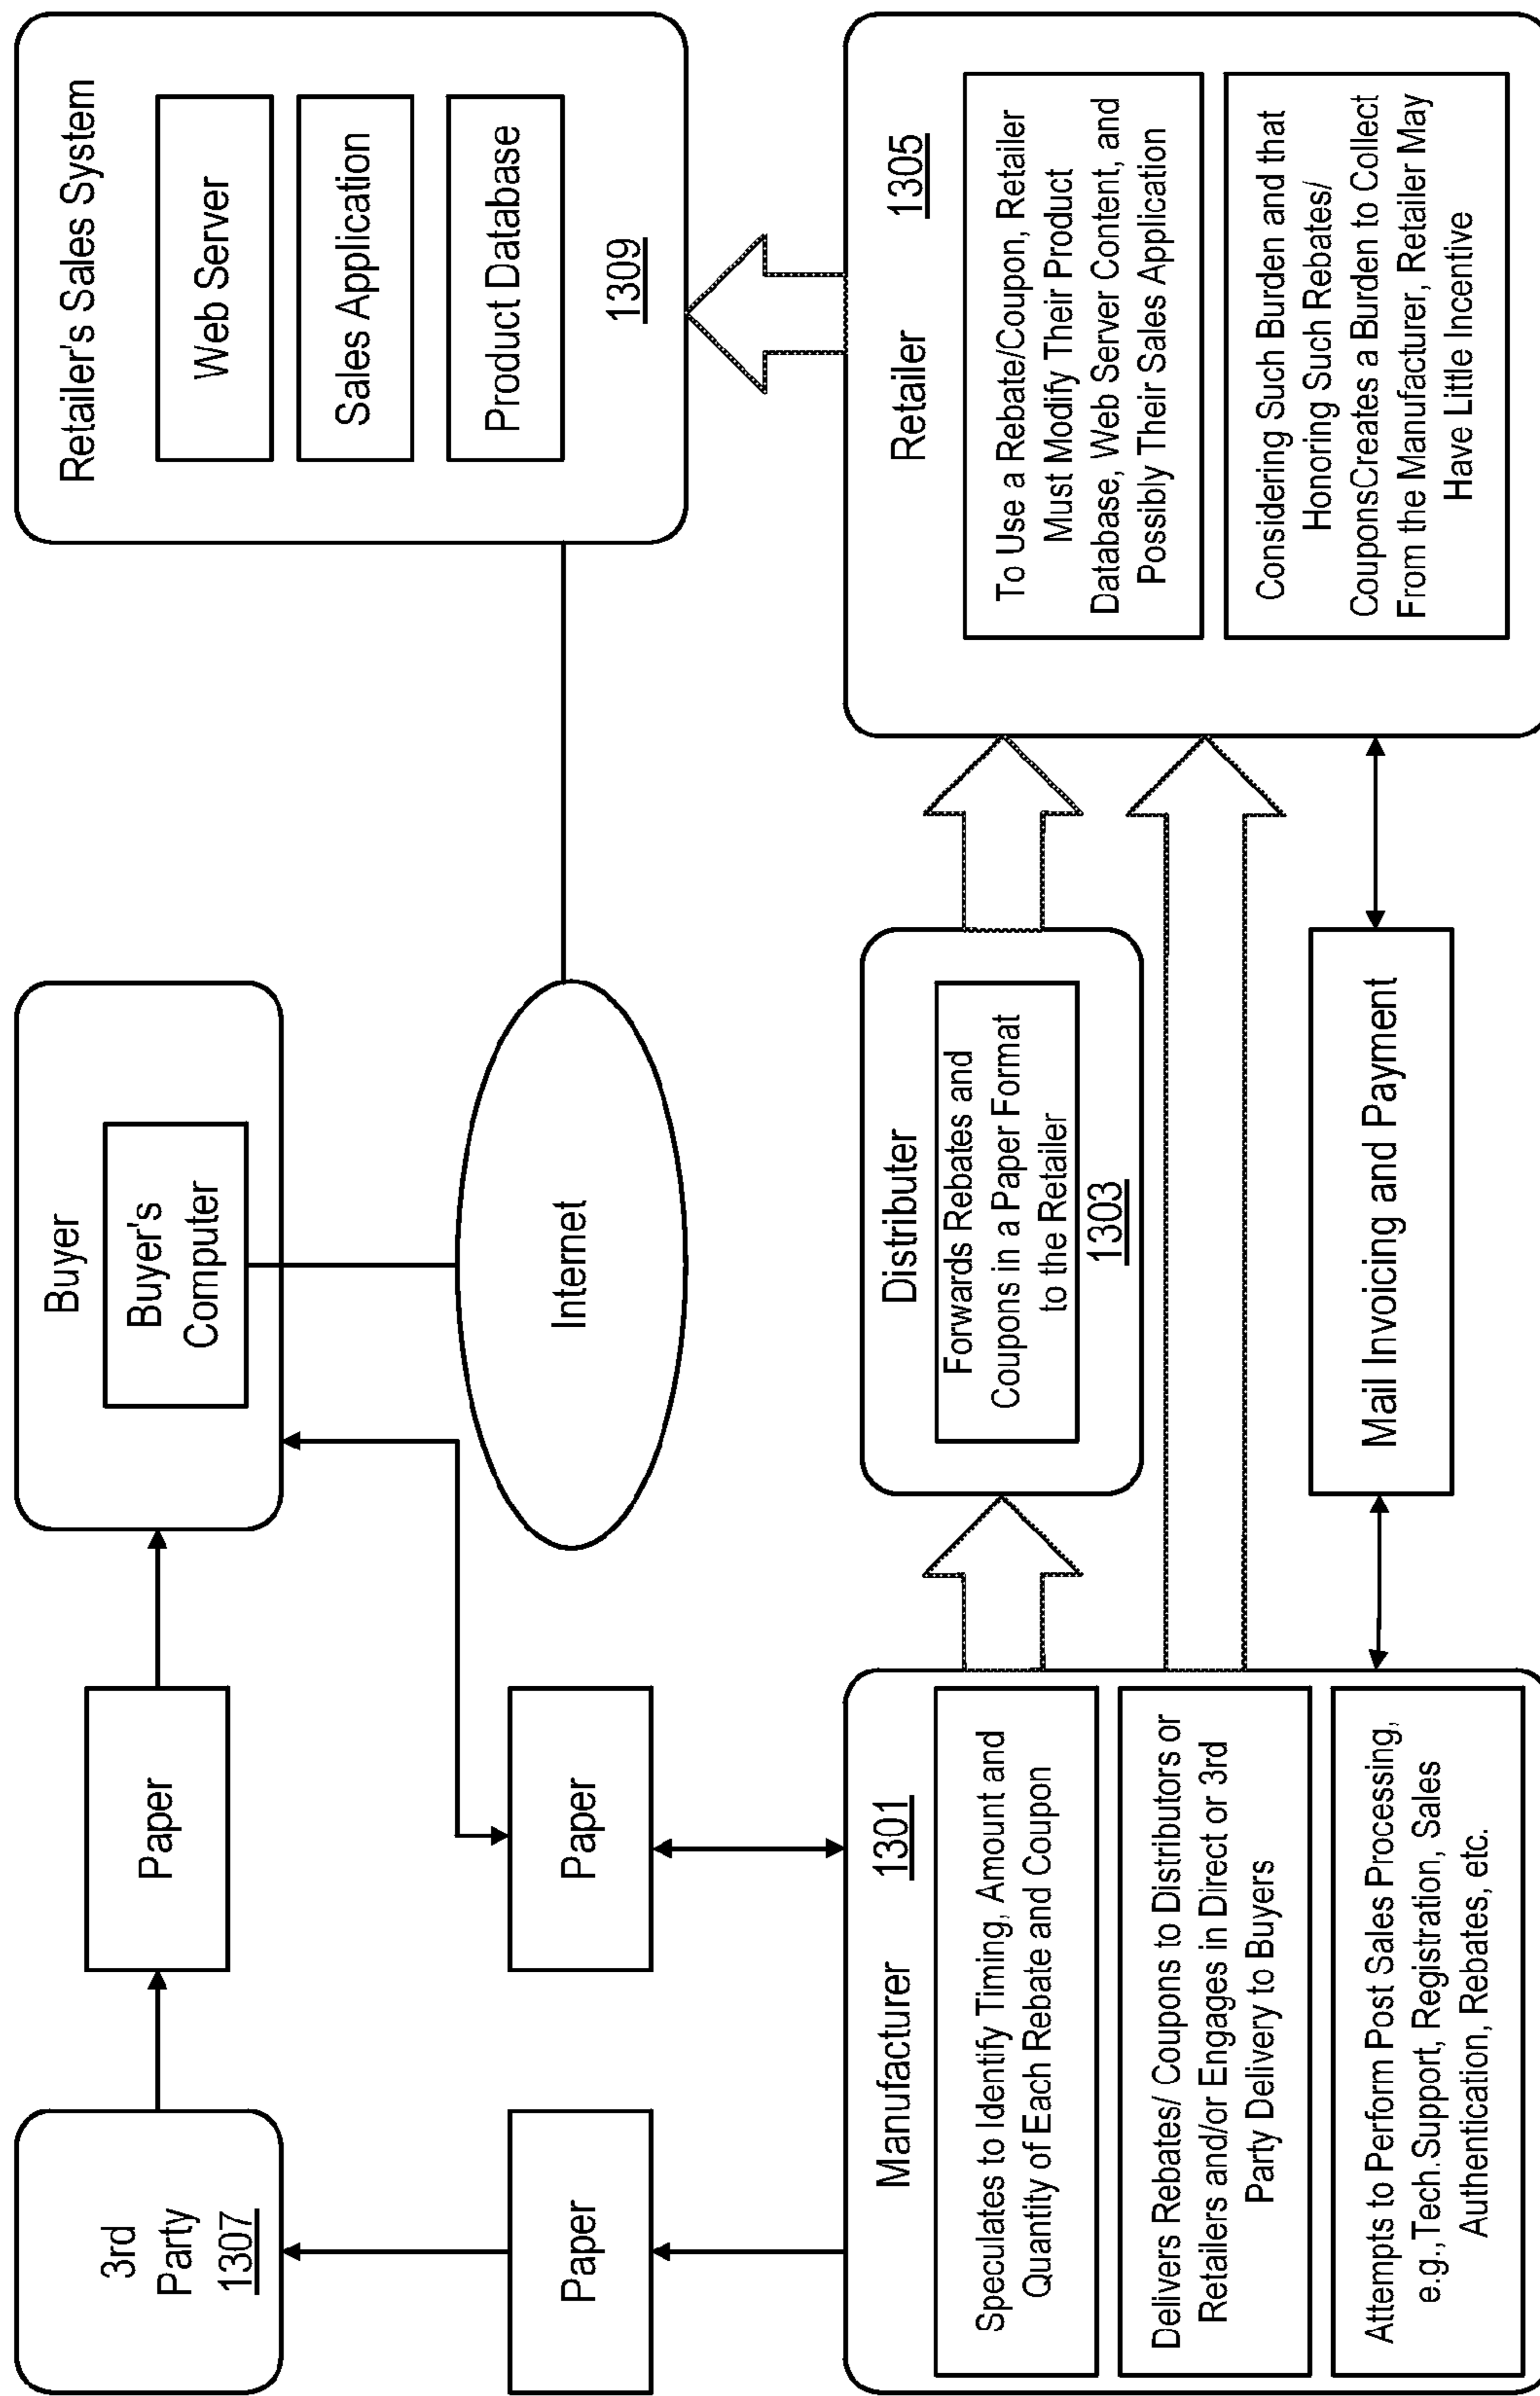 3rd
Party
1307
Paper
Buyer
Buyer's
Computer
Retailer's Sales System
Web Server
Sales Application
Product Database
1309
Paper
Paper
Internet
Manufacturer
1301
Speculates to Identify Timing, Amount and
Quantity of Each Rebate and Coupon
Delivers Rebates/ Coupons to Distributors or
Retailers and/or Engages in Direct or 3rd
Party Delivery to Buyers
Attempts to Perform Post Sales Processing,
e.g.,Tech.Support, Registration, Sales
Authentication, Rebates, etc.
Distributer
Forwards Rebates and
Coupons in a Paper Format
to the Retailer
1303
Mail Invoicing and Payment
Retailer
1305
To Use a Rebate/Coupon, Retailer
Must Modify Their Product
Database, Web Server Content, and
Possibly Their Sales Application
Considering Such Burden and that
Honoring Such Rebates/
CouponsCreates a Burden to Collect
From the Manufacturer, Retailer May
Have Little Incentive